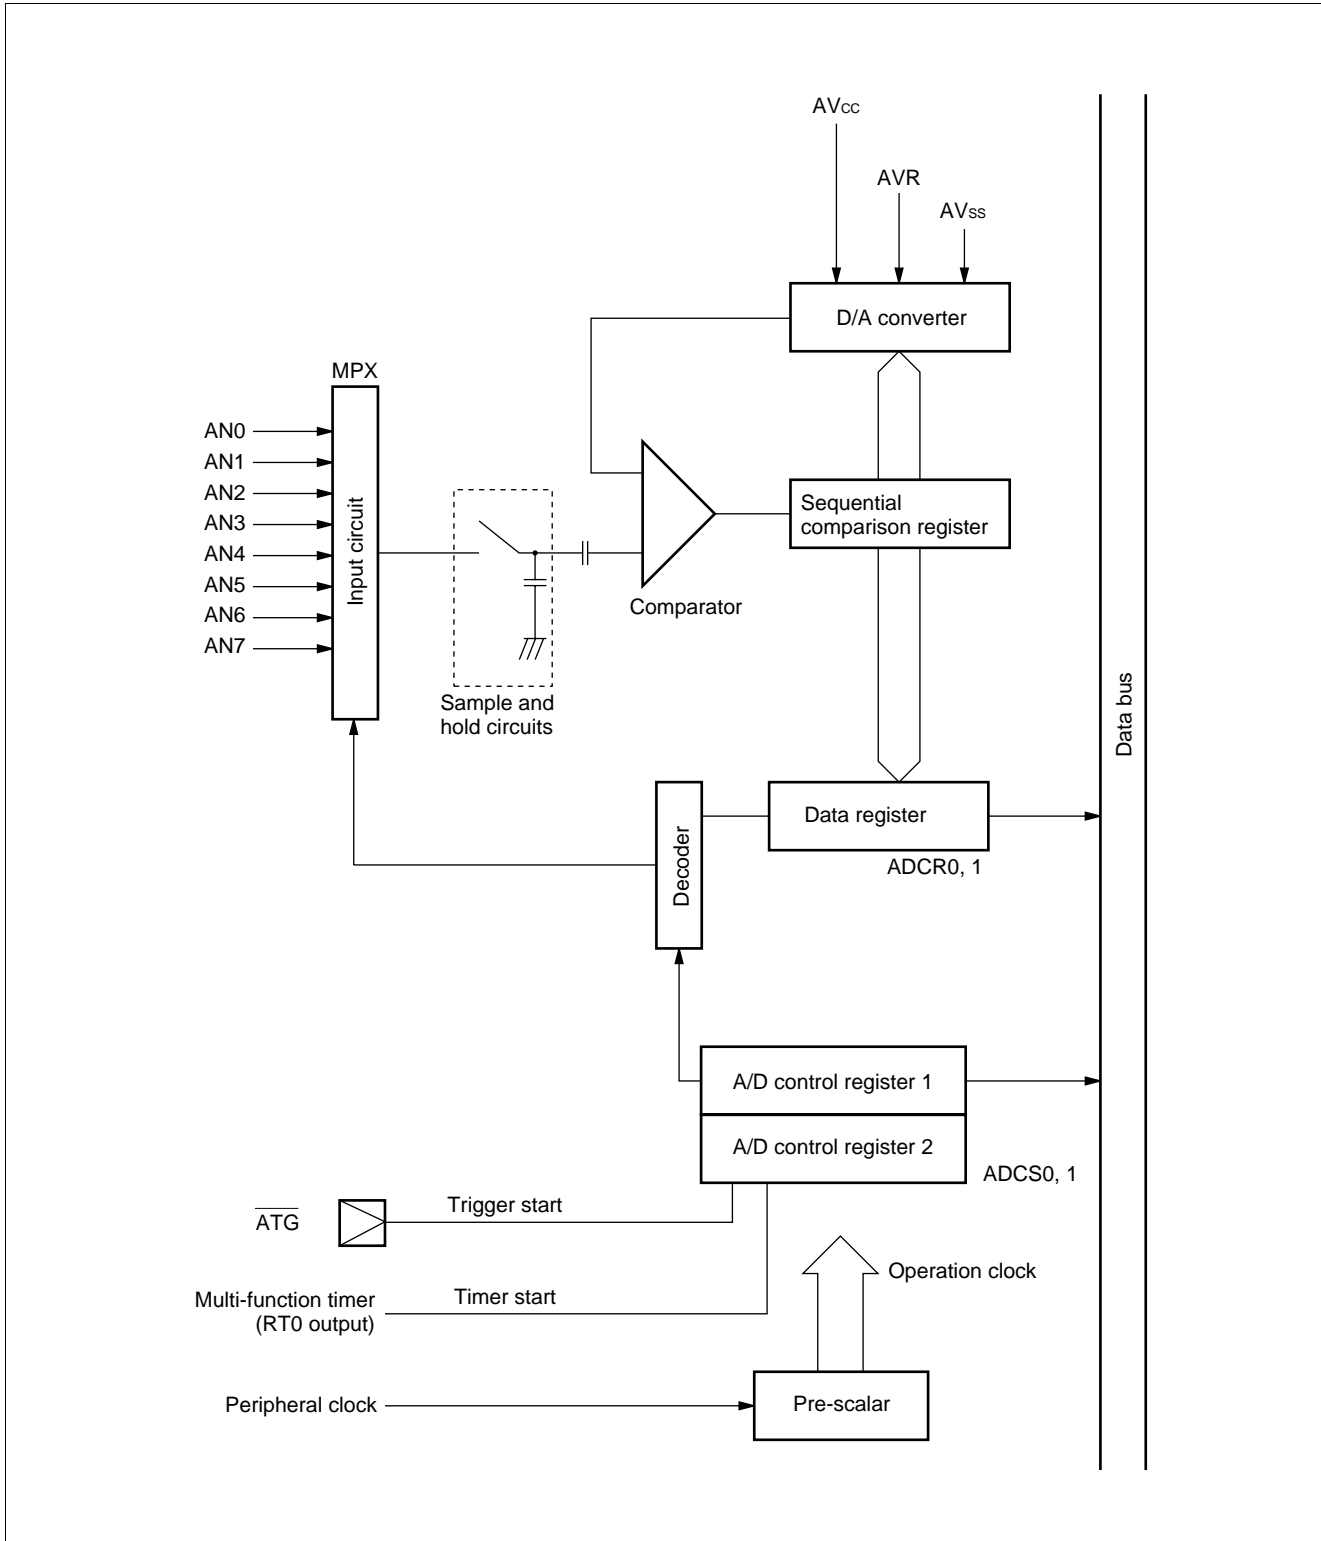 AVCC
AVR
AVSS
D/A converter
MPX
AN0
AN1
AN2
AN3
AN4
AN5
AN6
AN7
Input circuit
Sequential
comparison register
Comparator
Sample and
hold circuits
Data bus
Decoder
Data register
ADCR0, 1
A/D control register 1
A/D control register 2
ADCS0, 1
ATG
Trigger start
Operation clock
Multi-function timer
(RT0 output)
Timer start
Peripheral clock
Pre-scalar